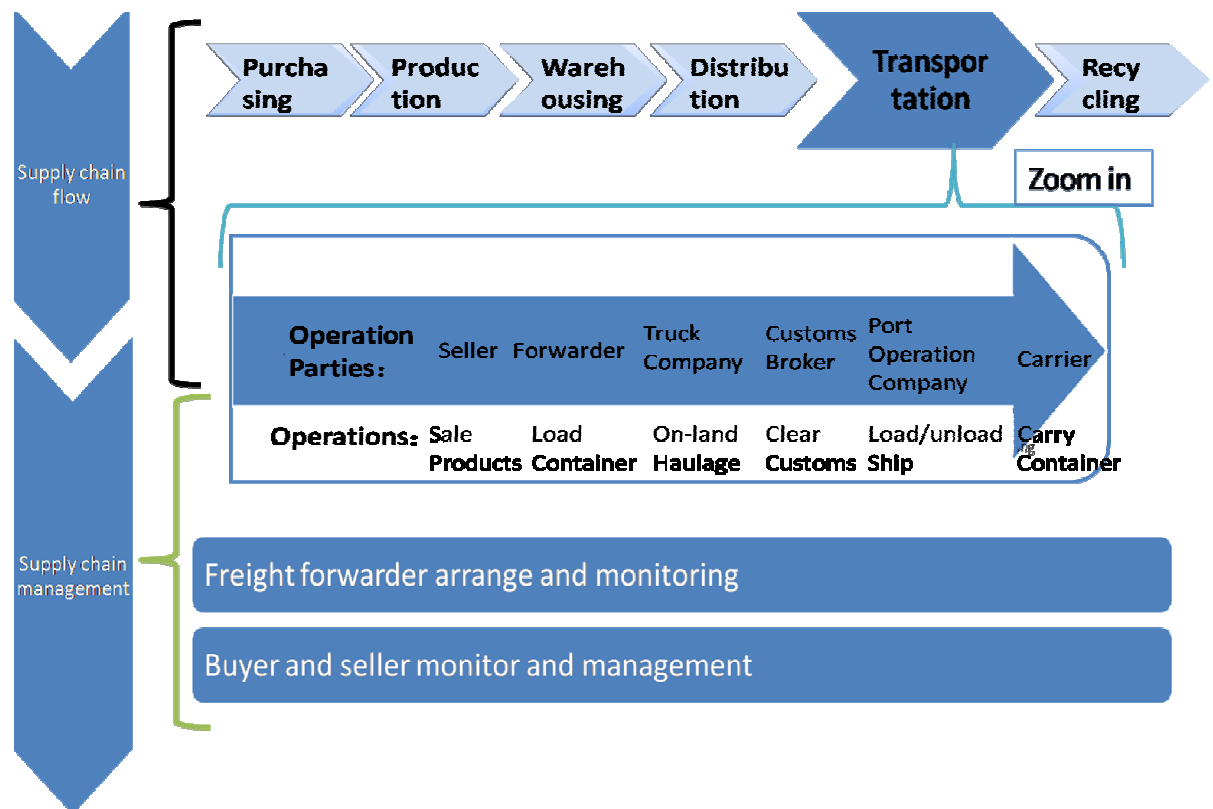 Purcha
sing
Produc
tion
Wareh
ousing
Distribu
tion
Transpor
tation
Recy
cling
Supply chain
flow
Zoom in
Operation
Parties：
Seller
Forwarder
Truck
Company
Customs
Broker
Port
Operation
Company
Carrier
Operations：
Sale
Products
Load
Container
On-land
Haulage
Clear
Customs
Load/unload
Ship
Carry
ng
Container
Supply chain
management
Freight forwarder arrange and monitoring
Buyer and seller monitor and management